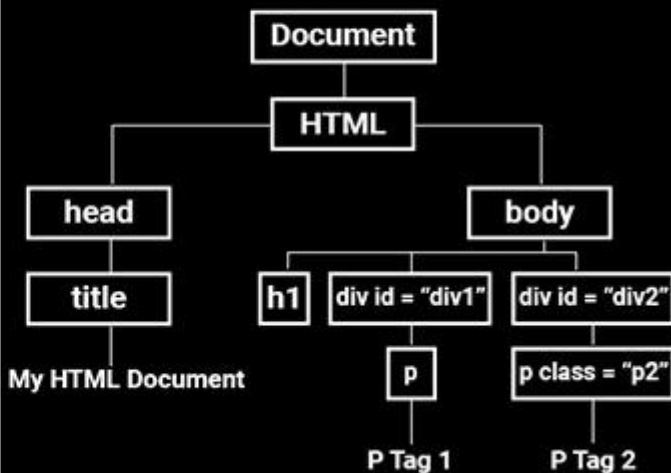 Document
HTML
head
body
title
h1
div id = “div1”
div id = “div2”
My HTML Document
p
p class = “p2”
P Tag 1
P Tag 2